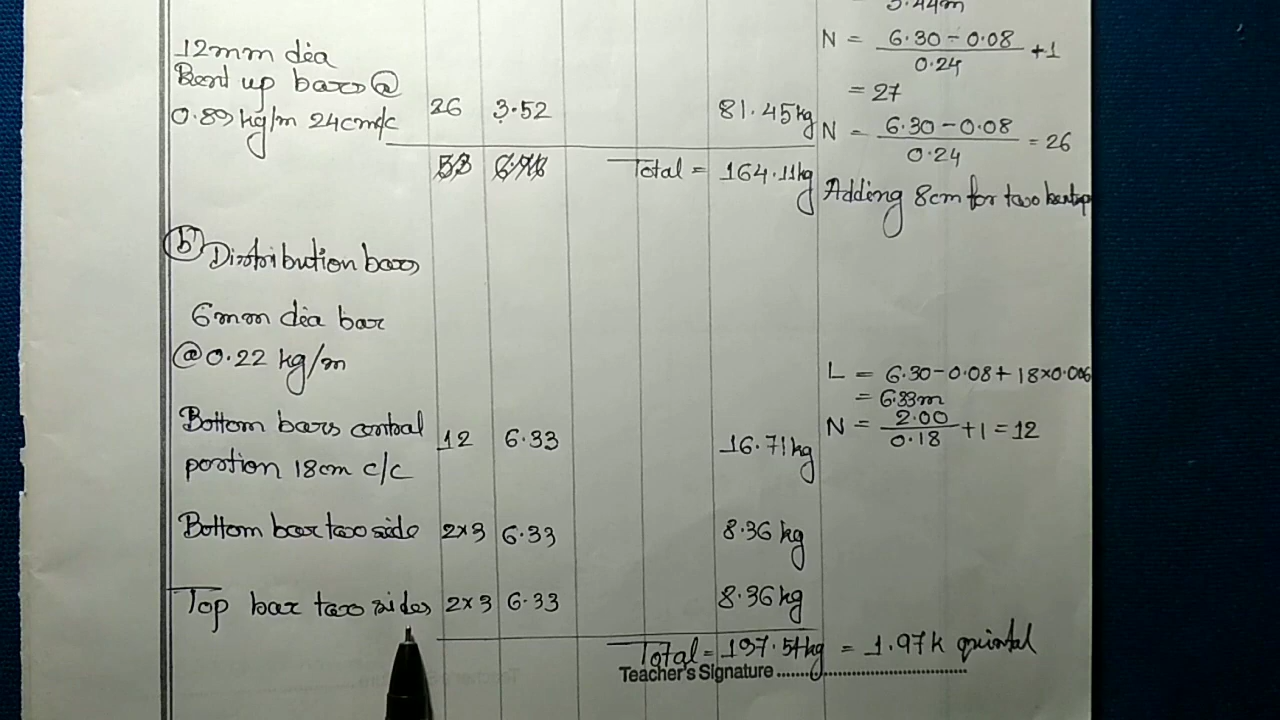 3.44m
12mm dia
Bent up bars @
0.89 kg/m 24cm c/c 26 3.52 81.45kg
N = 6.30 - 0.08 / 0.24 + 1
= 27
N = 6.30 - 0.08 / 0.24 = 26
53 Total = 164.11kg
Adding 8cm for two bentup
(b) Distribution bars
6mm dia bar
@ 0.22 kg/m
L = 6.30 - 0.08 + 18 x 0.006
= 6.33m
Bottom bars central 12 6.33 16.71kg
portion 18cm c/c
N = 2.00 / 0.18 + 1 = 12
Bottom bar two side 2x3 6.33 8.36 kg
Top bar two sides 2x3 6.33 8.36kg
Total = 197.54kg = 1.97k quintal
Teacher's Signature